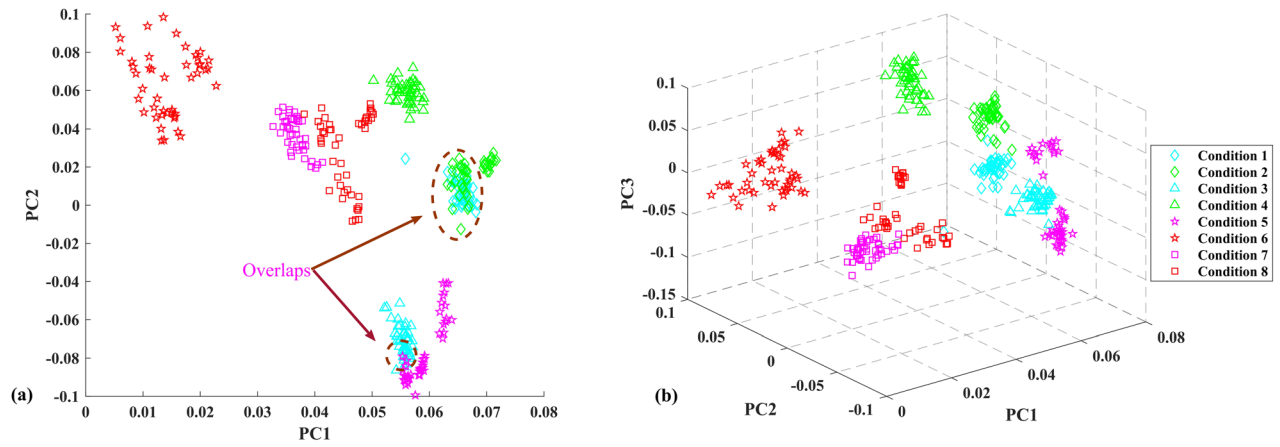 0.1
0.08
0.06
0.04
0.02
0
-0.02
-0.04
-0.06
-0.08
-0.1
PC2
Overlaps
0
0.01
0.02
0.03
0.04
0.05
0.06
0.07
0.08
PC1
(a)
0.1
0.05
0
-0.05
-0.1
-0.15
PC3
0.1
0.05
0
-0.05
-0.1
PC2
0
0.02
0.04
0.06
0.08
PC1
(b)
Condition 1
Condition 2
Condition 3
Condition 4
Condition 5
Condition 6
Condition 7
Condition 8